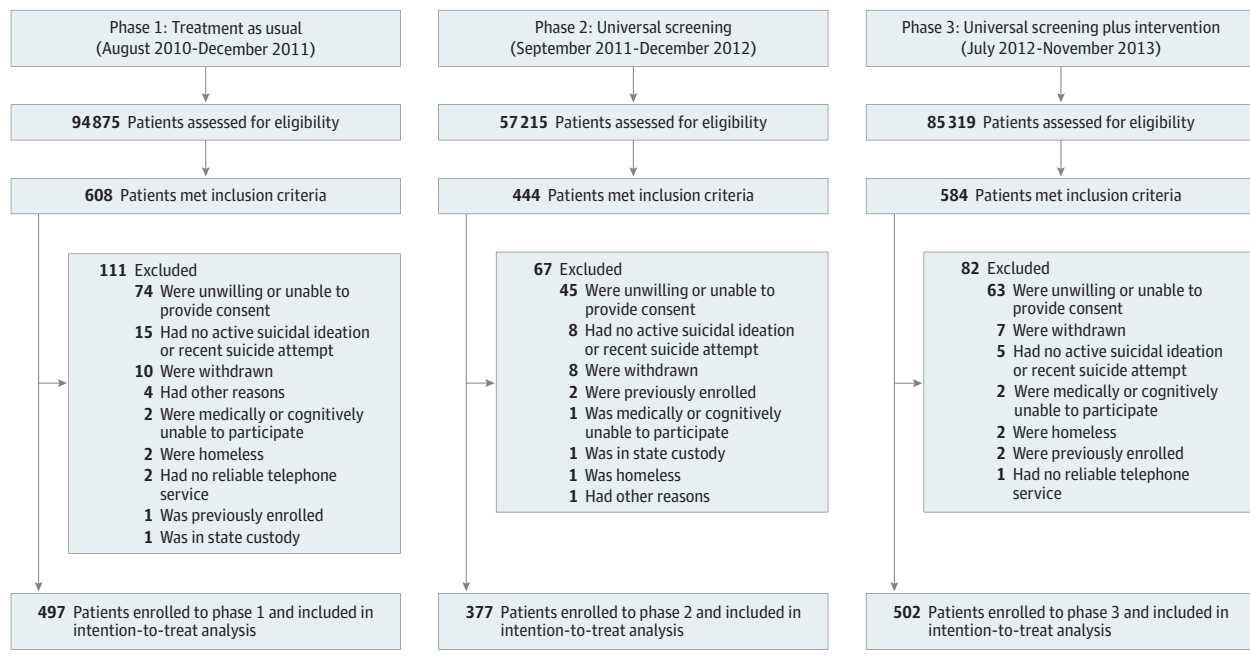 Phase 1: Treatment as usual
(August 2010-December 2011)
94 875 Patients assessed for eligibility
608 Patients met inclusion criteria
111 Excluded
74 Were unwilling or unable to
provide consent
15 Had no active suicidal ideation
or recent suicide attempt
10 Were withdrawn
4 Had other reasons
2 Were medically or cognitively
unable to participate
2 Were homeless
2 Had no reliable telephone
service
1 Was previously enrolled
1 Was in state custody
497 Patients enrolled to phase 1 and included in
intention-to-treat analysis
Phase 2: Universal screening
(September 2011-December 2012)
57 215 Patients assessed for eligibility
444 Patients met inclusion criteria
67 Excluded
45 Were unwilling or unable to
provide consent
8 Had no active suicidal ideation
or recent suicide attempt
8 Were withdrawn
2 Were previously enrolled
1 Was medically or cognitively
unable to participate
1 Was in state custody
1 Was homeless
1 Had other reasons
377 Patients enrolled to phase 2 and included in
intention-to-treat analysis
Phase 3: Universal screening plus intervention
(July 2012-November 2013)
85 319 Patients assessed for eligibility
584 Patients met inclusion criteria
82 Excluded
63 Were unwilling or unable to
provide consent
7 Were withdrawn
5 Had no active suicidal ideation
or recent suicide attempt
2 Were medically or cognitively
unable to participate
2 Were homeless
2 Were previously enrolled
1 Had no reliable telephone
service
502 Patients enrolled to phase 3 and included in
intention-to-treat analysis